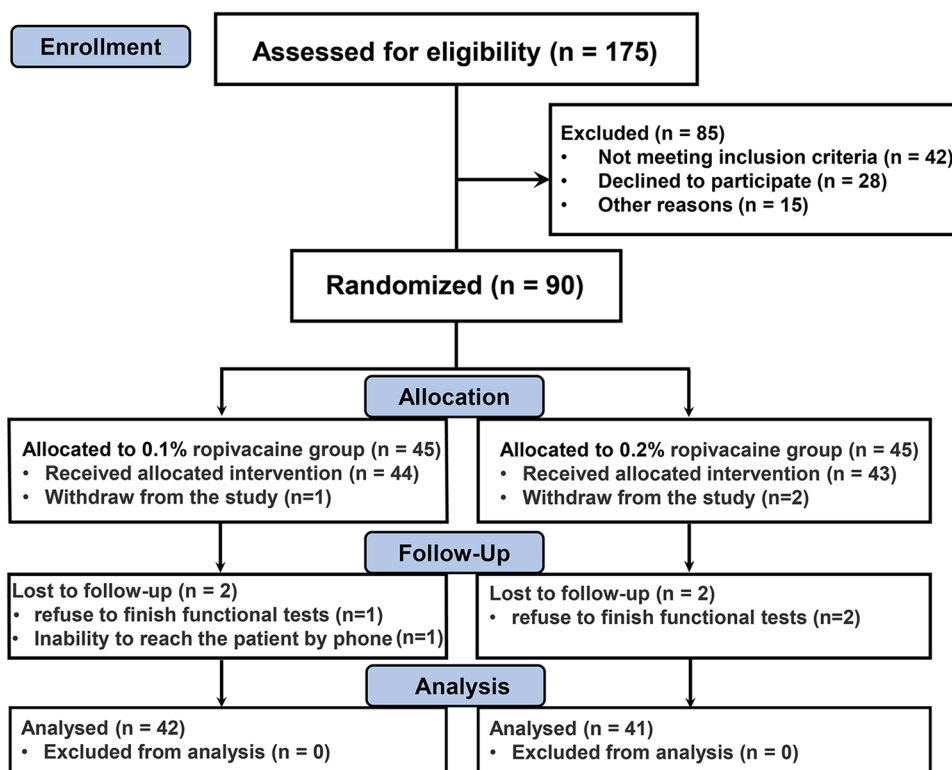 Enrollment
Assessed for eligibility (n = 175)
Excluded (n = 85)
• Not meeting inclusion criteria (n = 42)
• Declined to participate (n = 28)
• Other reasons (n = 15)
Randomized (n = 90)
Allocation
Allocated to 0.1% ropivacaine group (n = 45)
• Received allocated intervention (n = 44)
• Withdraw from the study (n=1)
Allocated to 0.2% ropivacaine group (n = 45)
• Received allocated intervention (n = 43)
• Withdraw from the study (n=2)
Follow-Up
Lost to follow-up (n = 2)
• refuse to finish functional tests (n=1)
• Inability to reach the patient by phone (n=1)
Lost to follow-up (n = 2)
• refuse to finish functional tests (n=2)
Analysis
Analysed (n = 42)
• Excluded from analysis (n = 0)
Analysed (n = 41)
• Excluded from analysis (n = 0)